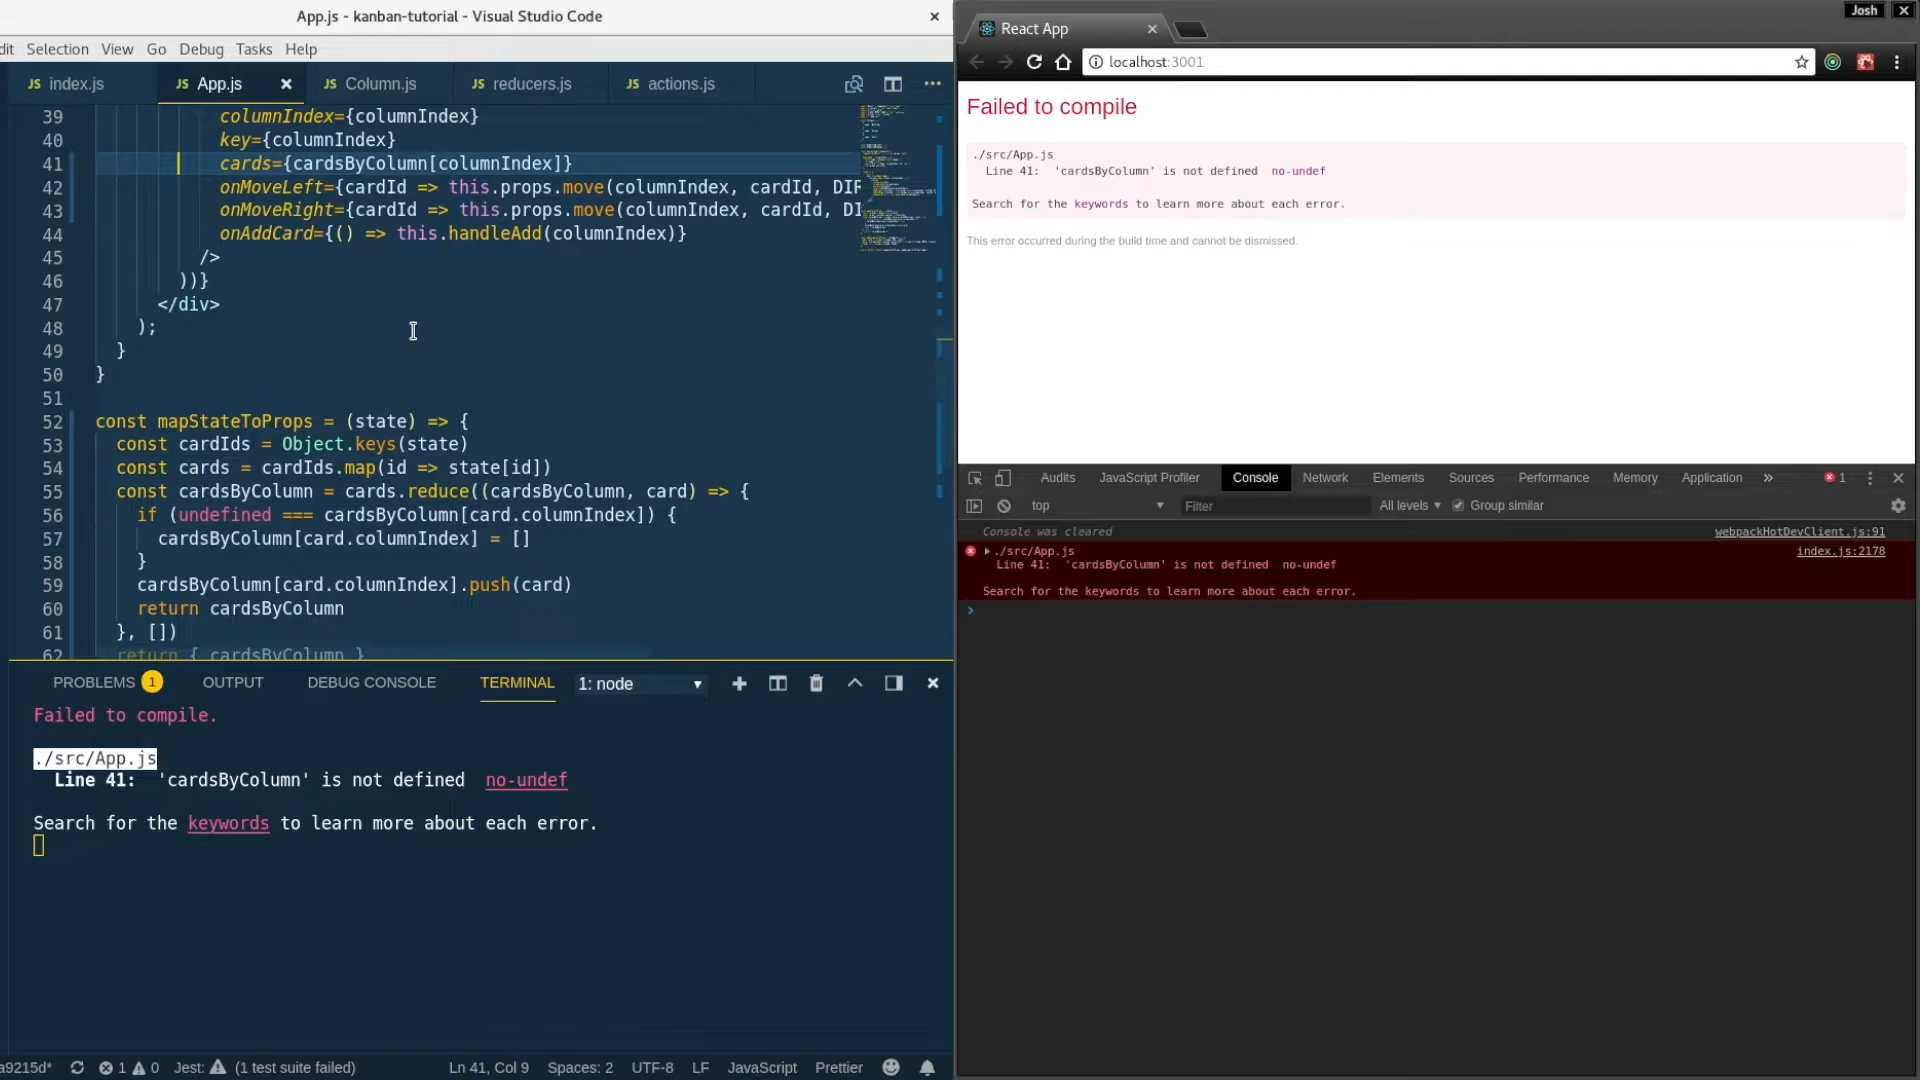 App.js - kanban-tutorial - Visual Studio Code
dit Selection View Go Debug Tasks Help
JS index.js JS App.js JS Column.js JS reducers.js JS actions.js
39 columnIndex={columnIndex}
40 key={columnIndex}
41 cards={cardsByColumn[columnIndex]}
42 onMoveLeft={cardId => this.props.move(columnIndex, cardId, DIR
43 onMoveRight={cardId => this.props.move(columnIndex, cardId, DI
44 onAddCard={() => this.handleAdd(columnIndex)}
45 />
46 ))}
47 </div>
48 );
49 }
50 }
51
52 const mapStateToProps = (state) => {
53 const cardIds = Object.keys(state)
54 const cards = cardIds.map(id => state[id])
55 const cardsByColumn = cards.reduce((cardsByColumn, card) => {
56 if (undefined === cardsByColumn[card.columnIndex]) {
57 cardsByColumn[card.columnIndex] = []
58 }
59 cardsByColumn[card.columnIndex].push(card)
60 return cardsByColumn
61 }, [])
62 return { cardsByColumn }
PROBLEMS 1 OUTPUT DEBUG CONSOLE TERMINAL 1: node
Failed to compile.
./src/App.js
Line 41: 'cardsByColumn' is not defined no-undef
Search for the keywords to learn more about each error.
a9215d* 1 0 Jest: (1 test suite failed) Ln 41, Col 9 Spaces: 2 UTF-8 LF JavaScript Prettier
Josh
React App
localhost:3001
Failed to compile
./src/App.js
Line 41: 'cardsByColumn' is not defined no-undef
Search for the keywords to learn more about each error.
This error occurred during the build time and cannot be dismissed.
Audits JavaScript Profiler Console Network Elements Sources Performance Memory Application » 1
top Filter All levels Group similar
Console was cleared webpackHotDevClient.js:91
./src/App.js index.js:2178
Line 41: 'cardsByColumn' is not defined no-undef
Search for the keywords to learn more about each error.